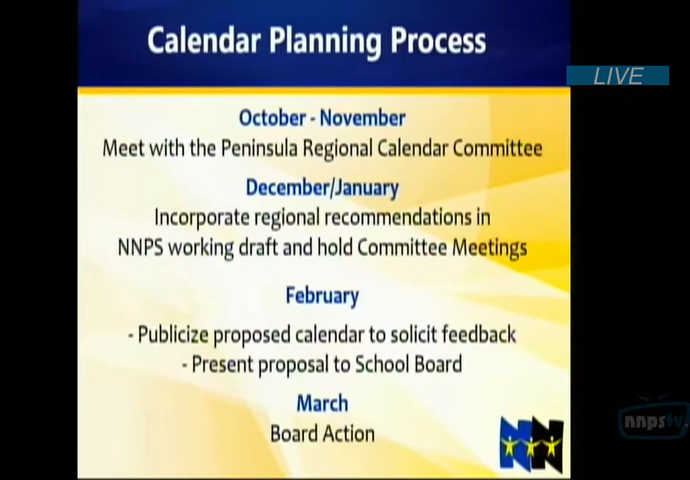 Calendar Planning Process
LIVE
October - November
Meet with the Peninsula Regional Calendar Committee
December/January
Incorporate regional recommendations in
NNPS working draft and hold Committee Meetings
February
- Publicize proposed calendar to solicit feedback
- Present proposal to School Board
March
Board Action
NN
nnpstv